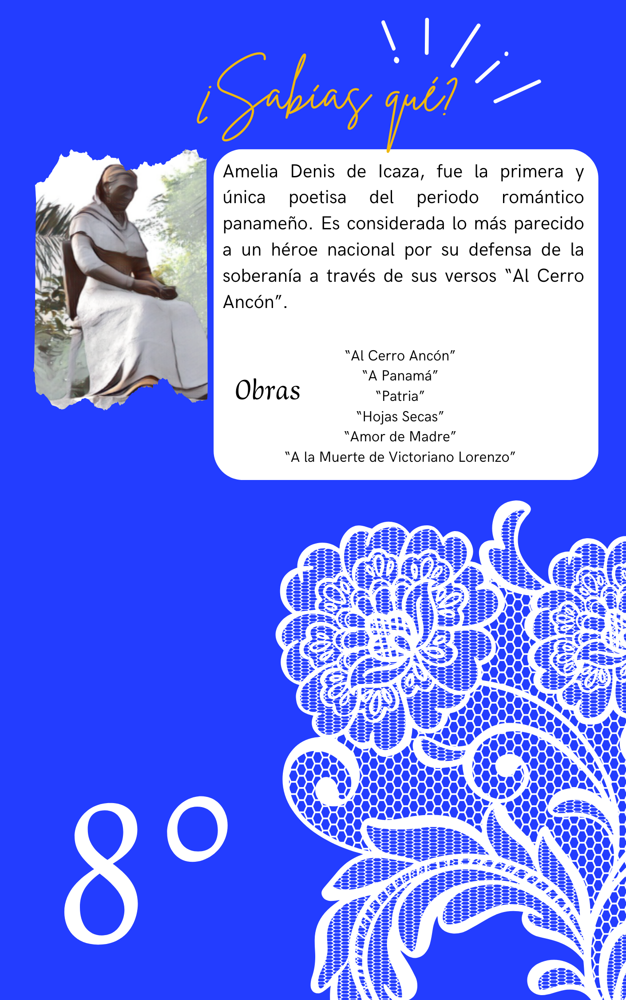 ¡Sabías qué?
Amelia Denis de Icaza, fue la primera y
única poetisa del periodo romántico
panameño. Es considerada lo más parecido
a un héroe nacional por su defensa de la
soberanía a través de sus versos “Al Cerro
Ancón”.
Obras
“Al Cerro Ancón”
“A Panamá”
“Patria”
“Hojas Secas”
“Amor de Madre”
“A la Muerte de Victoriano Lorenzo”
8°